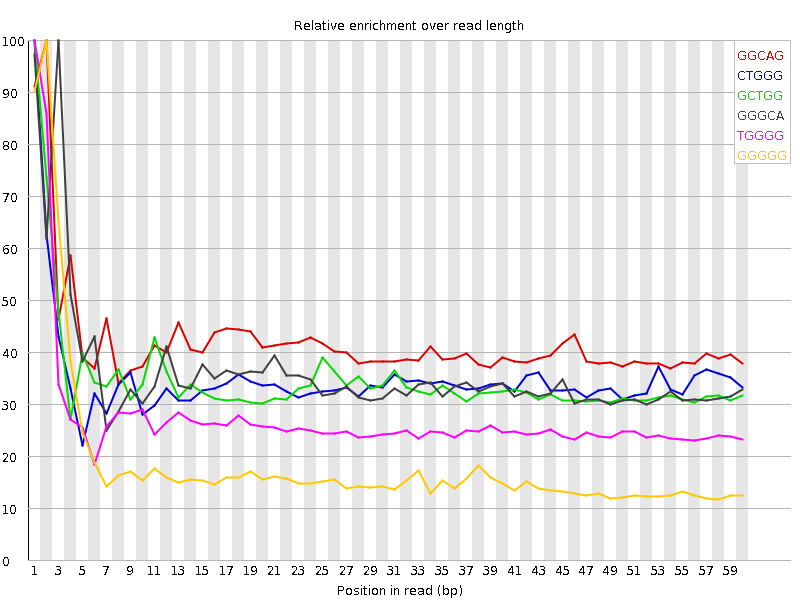 Relative enrichment over read length
100
90
80
70
60
50
40
30
20
10
0
GGCAG
CTGGG
GCTGG
GGGCA
TGGGG
GGGGG
1 3 5 7 9 11 13 15 17 19 21 23 25 27 29 31 33 35 37 39 41 43 45 47 49 51 53 55 57 59
Position in read (bp)